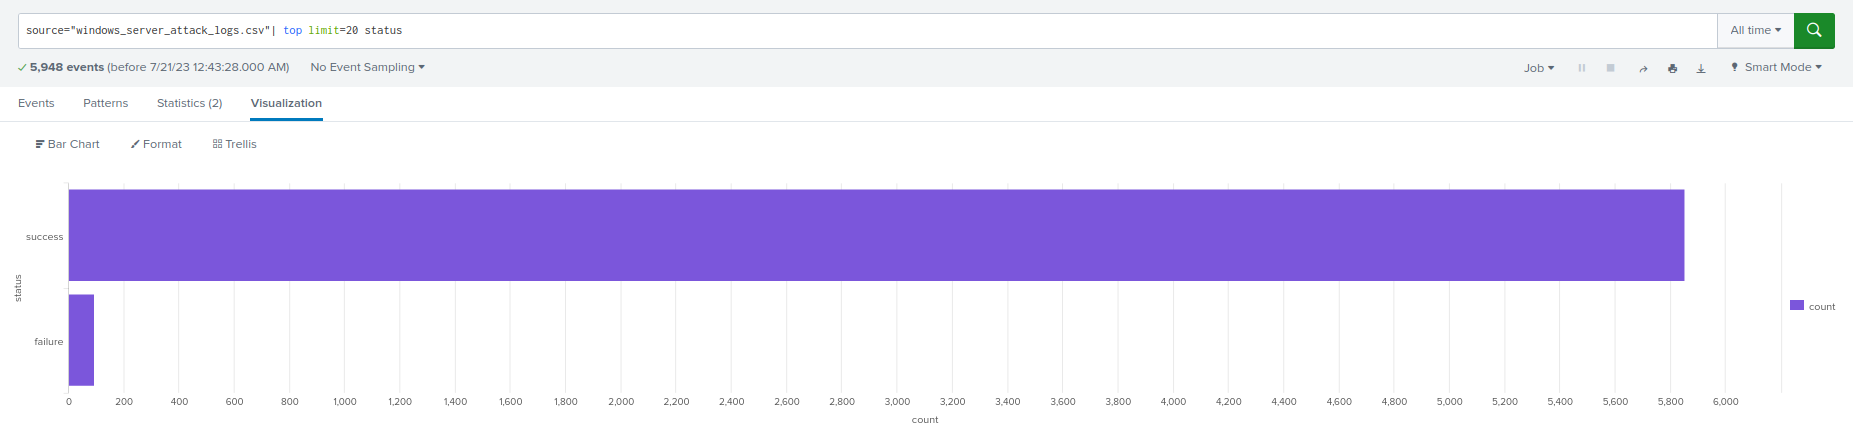 source="windows_server_attack_logs.csv"| top limit=20 status
All time
5,948 events (before 7/21/23 12:43:28.000 AM)
No Event Sampling
Job
Smart Mode
Events
Patterns
Statistics (2)
Visualization
Bar Chart
Format
Trellis
success
status
failure
count
0 200 400 600 800 1,000 1,200 1,400 1,600 1,800 2,000 2,200 2,400 2,600 2,800 3,000 3,200 3,400 3,600 3,800 4,000 4,200 4,400 4,600 4,800 5,000 5,200 5,400 5,600 5,800 6,000
count